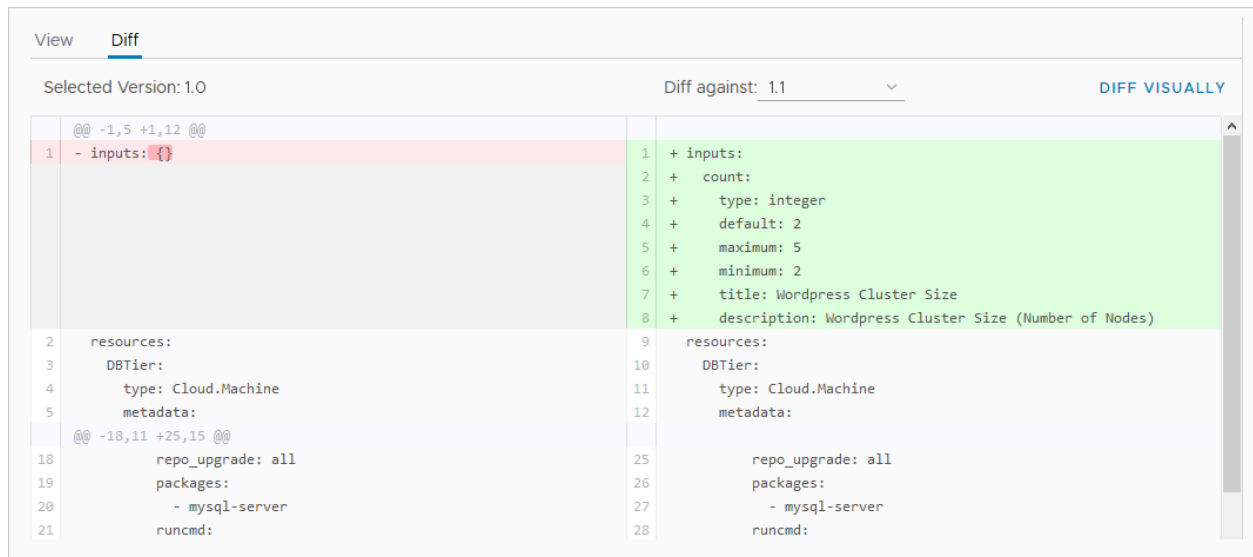 View Diff
Selected Version: 1.0 Diff against: 1.1 DIFF VISUALLY
@@ -1,5 +1,12 @@
1 - inputs: {} 1 + inputs:
2 + count:
3 + type: integer
4 + default: 2
5 + maximum: 5
6 + minimum: 2
7 + title: Wordpress Cluster Size
8 + description: Wordpress Cluster Size (Number of Nodes)
2 resources: 9 resources:
3 DBTier: 10 DBTier:
4 type: Cloud.Machine 11 type: Cloud.Machine
5 metadata: 12 metadata:
@@ -18,11 +25,15 @@
18 repo_upgrade: all 25 repo_upgrade: all
19 packages: 26 packages:
20 - mysql-server 27 - mysql-server
21 runcmd: 28 runcmd: